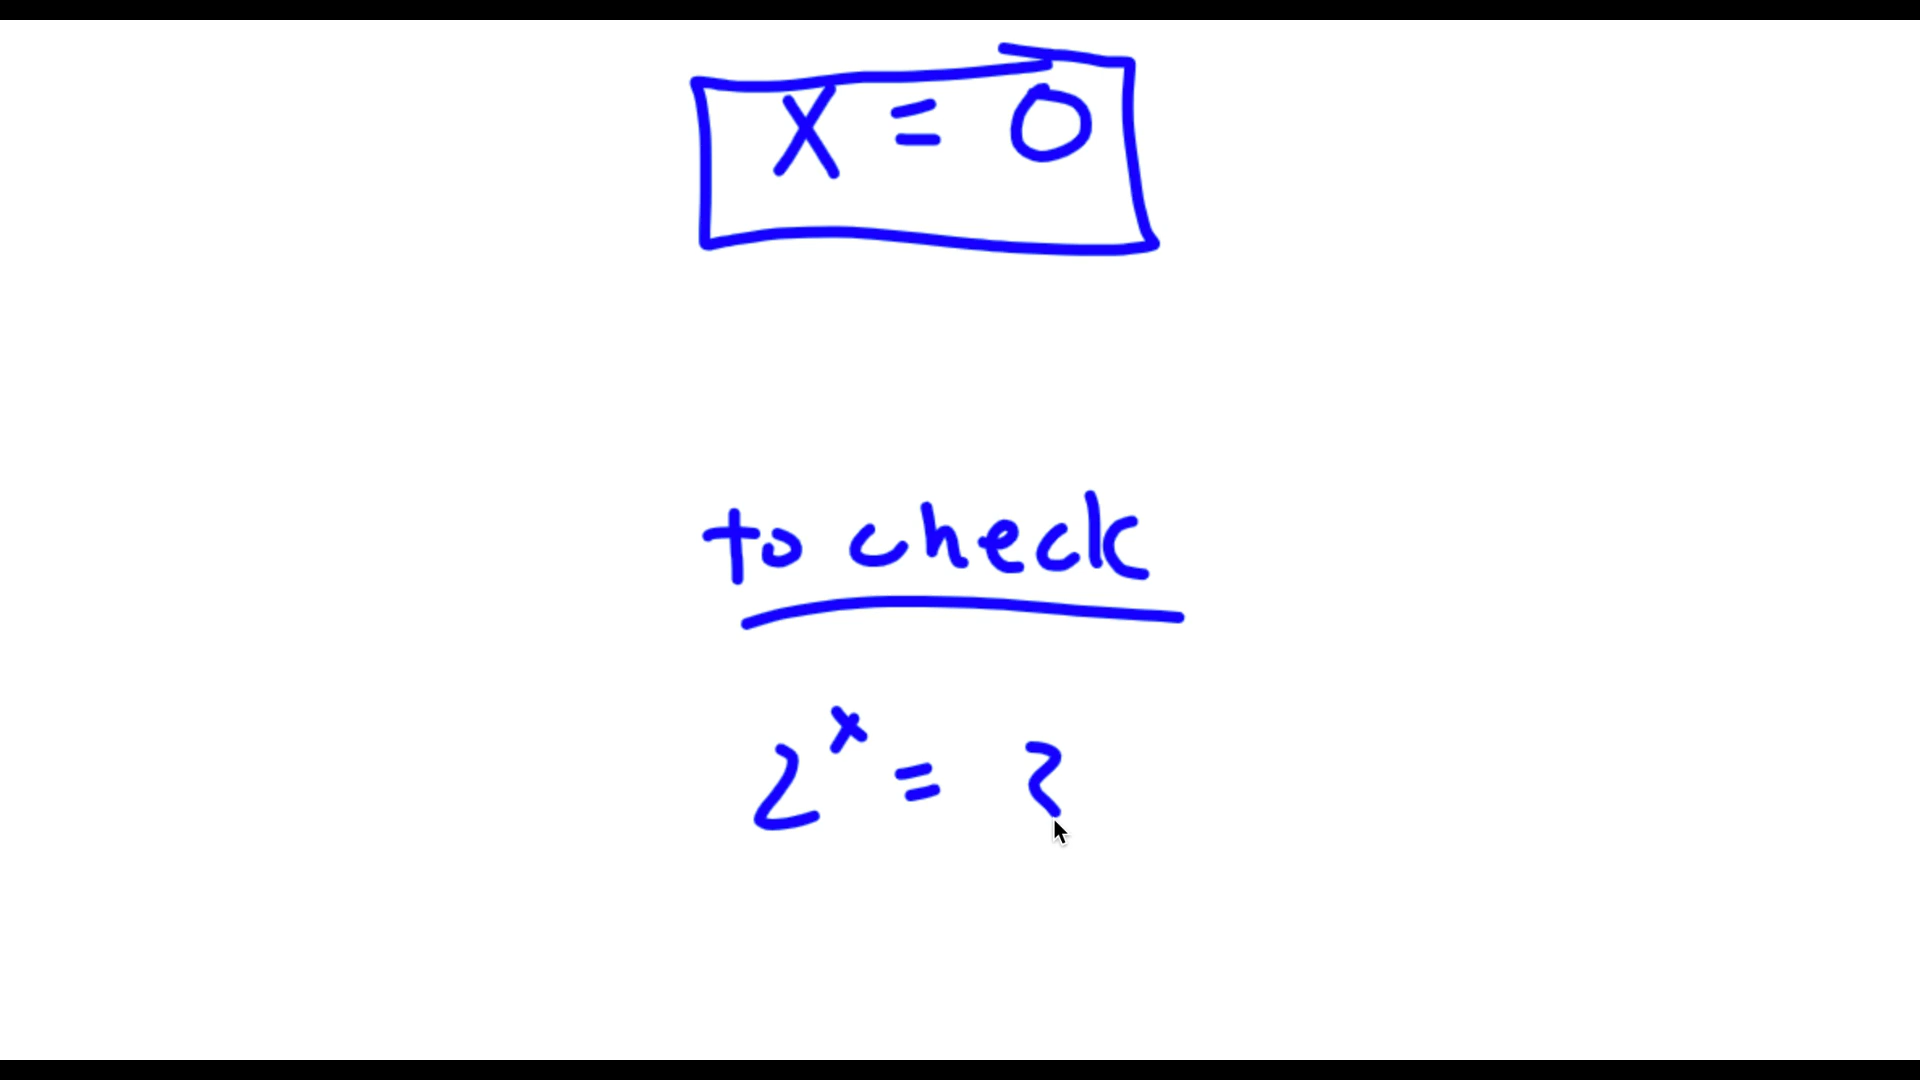 X = 0
to check
2^x =